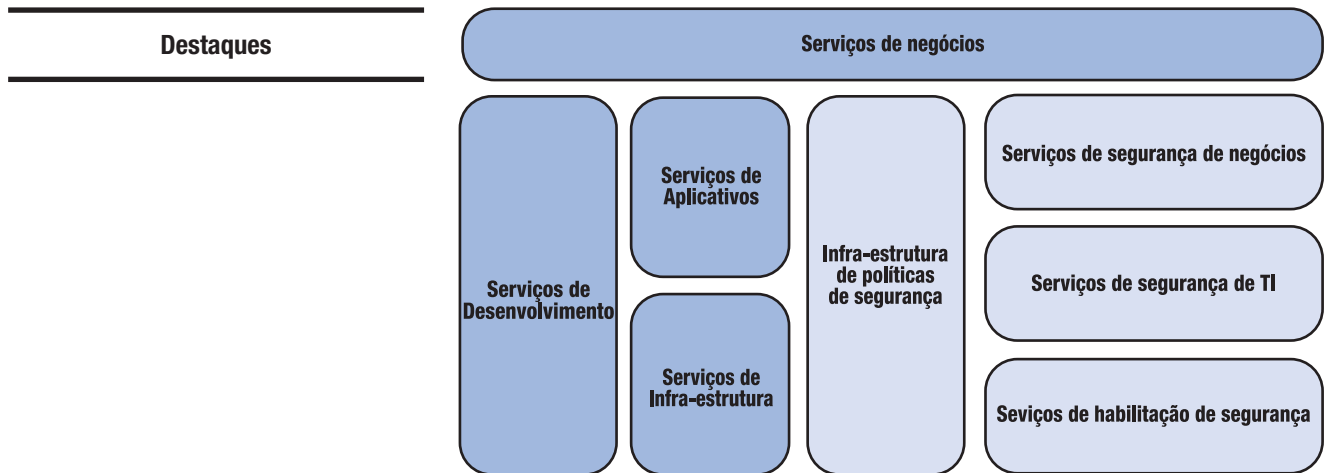 Destaques
Serviços de negócios
Serviços de
Desenvolvimento
Serviços de
Aplicativos
Serviços de
Infra-estrutura
Infra-estrutura
de políticas
de segurança
Serviços de segurança de negócios
Serviços de segurança de TI
Seviços de habilitação de segurança